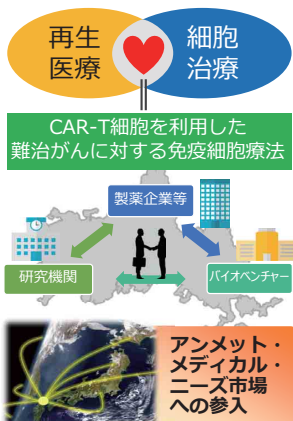 再生
医療
細胞
治療
CAR-T細胞を利用した
難治がんに対する免疫細胞療法
製薬企業等
研究機関
バイオベンチャー
アンメット・
メディカル・
ニーズ市場
への参入